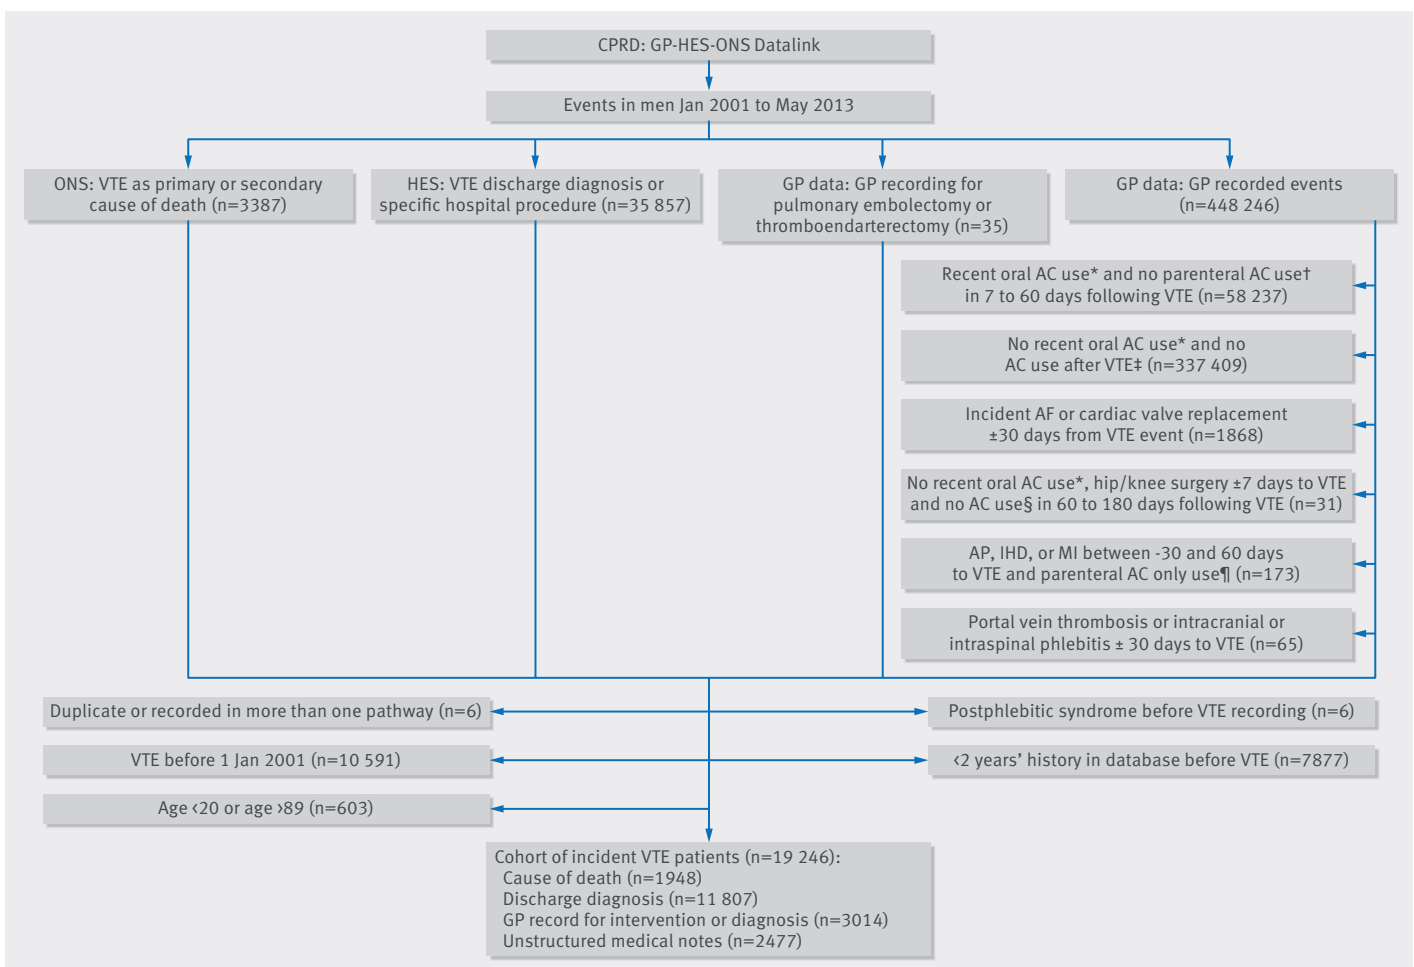 CPRD: GP-HES-ONS Datalink
Events in men Jan 2001 to May 2013
ONS: VTE as primary or secondary
cause of death (n=3387)
HES: VTE discharge diagnosis or
specific hospital procedure (n=35 857)
GP data: GP recording for
pulmonary embolectomy or
thromboendarterectomy (n=35)
GP data: GP recorded events
(n=448 246)
Recent oral AC use* and no parenteral AC use†
in 7 to 60 days following VTE (n=58 237)
No recent oral AC use* and no
AC use after VTE‡ (n=337 409)
Incident AF or cardiac valve replacement
±30 days from VTE event (n=1868)
No recent oral AC use*, hip/knee surgery ±7 days to VTE
and no AC use§ in 60 to 180 days following VTE (n=31)
AP, IHD, or MI between -30 and 60 days
to VTE and parenteral AC only use¶ (n=173)
Portal vein thrombosis or intracranial or
intraspinal phlebitis ± 30 days to VTE (n=65)
Duplicate or recorded in more than one pathway (n=6)
Postphlebitic syndrome before VTE recording (n=6)
VTE before 1 Jan 2001 (n=10 591)
<2 years’ history in database before VTE (n=7877)
Age <20 or age >89 (n=603)
Cohort of incident VTE patients (n=19 246):
Cause of death (n=1948)
Discharge diagnosis (n=11 807)
GP record for intervention or diagnosis (n=3014)
Unstructured medical notes (n=2477)